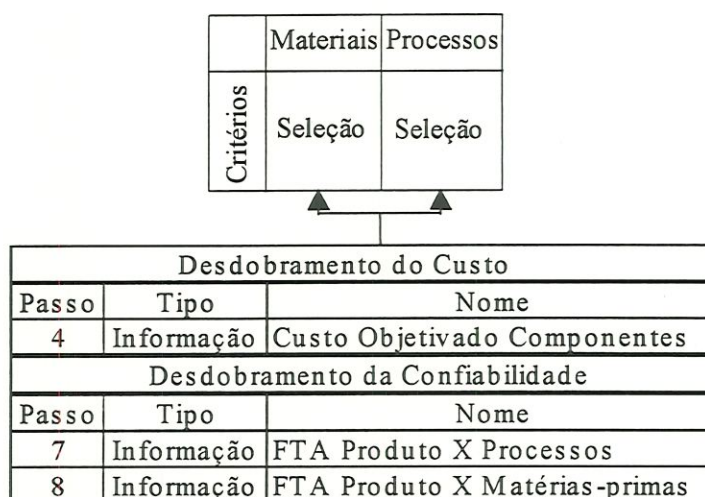 Materiais Processos
Critérios Seleção Seleção
Desdobramento do Custo
Passo Tipo Nome
4 Informação Custo Objetivado Componentes
Desdobramento da Confiabilidade
Passo Tipo Nome
7 Informação FTA Produto X Processos
8 Informação FTA Produto X Matérias-primas